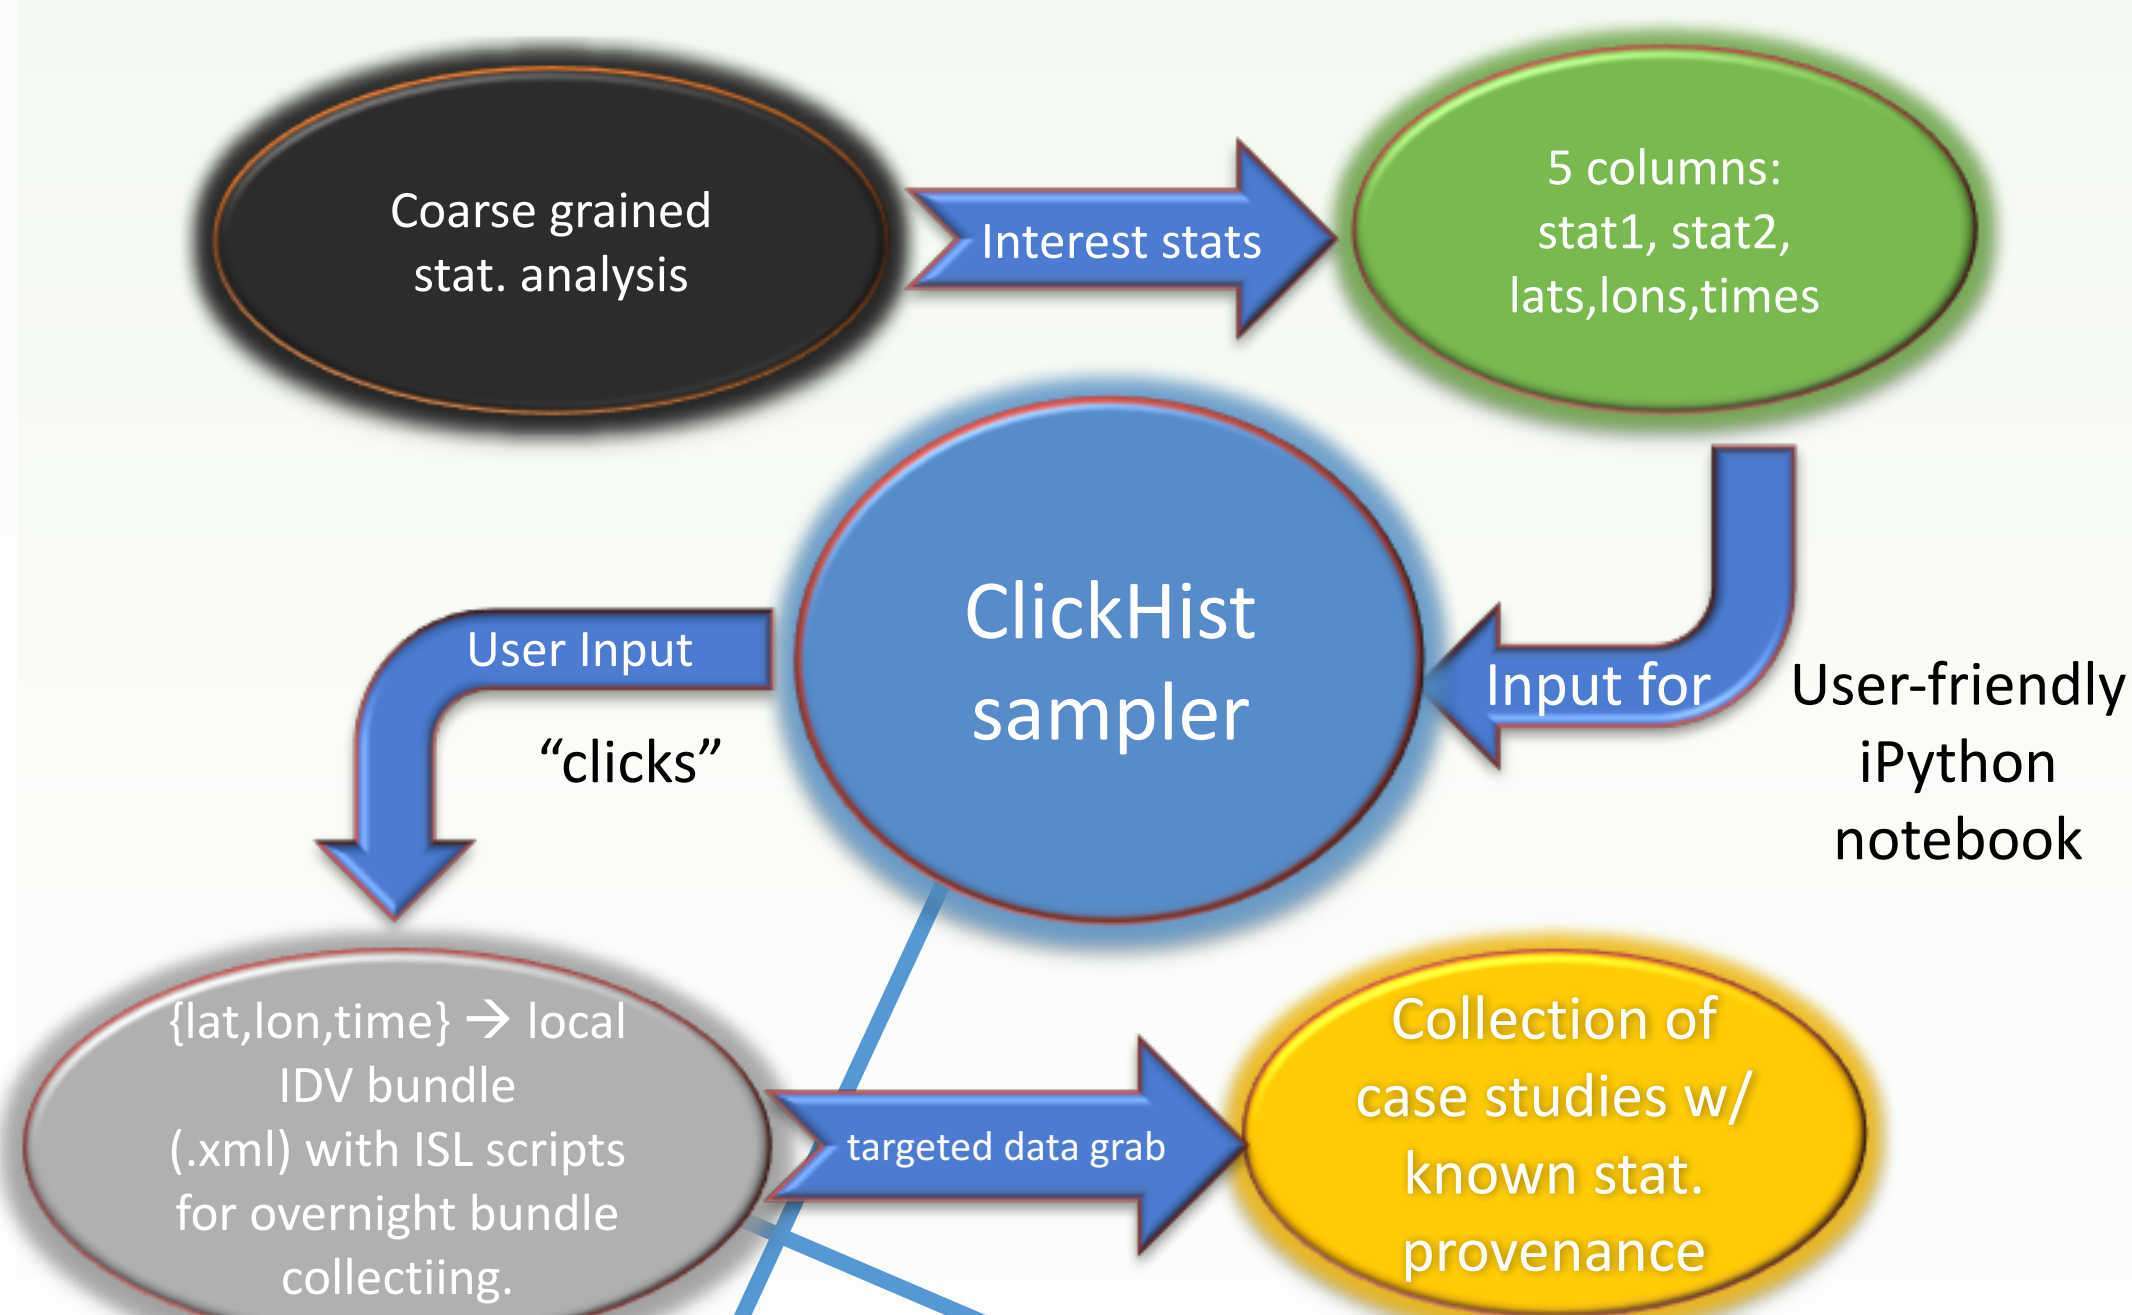 Coarse grained
stat. analysis
Interest stats
5 columns:
stat1, stat2,
lats,lons,times
ClickHist
sampler
Input for
User-friendly
iPython
notebook
User Input
“clicks”
{lat,lon,time} → local
IDV bundle
(.xml) with ISL scripts
for overnight bundle
collectiing.
targeted data grab
Collection of
case studies w/
known stat.
provenance